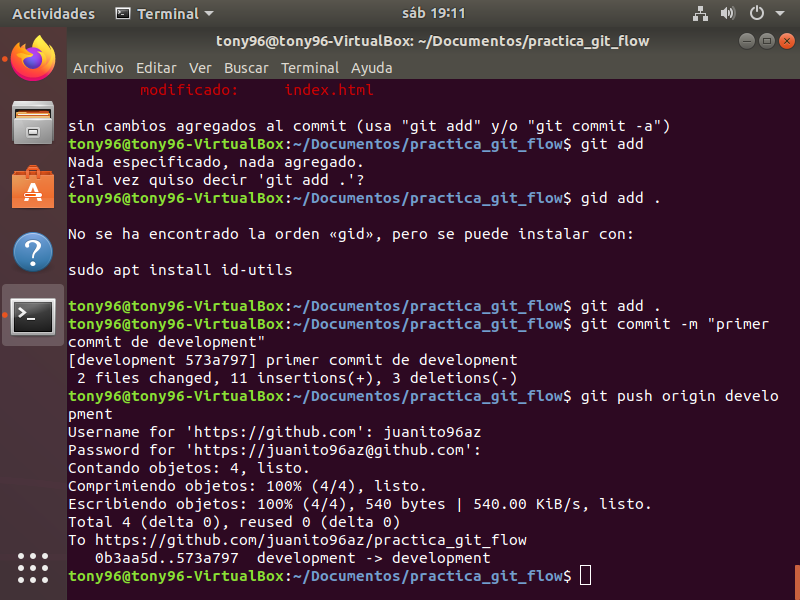 Actividades Terminal sáb 19:11
tony96@tony96-VirtualBox: ~/Documentos/practica_git_flow
Archivo Editar Ver Buscar Terminal Ayuda
modificado: index.html
sin cambios agregados al commit (usa "git add" y/o "git commit -a")
tony96@tony96-VirtualBox:~/Documentos/practica_git_flow$ git add
Nada especificado, nada agregado.
¿Tal vez quiso decir 'git add .'?
tony96@tony96-VirtualBox:~/Documentos/practica_git_flow$ gid add .
No se ha encontrado la orden «gid», pero se puede instalar con:
sudo apt install id-utils
tony96@tony96-VirtualBox:~/Documentos/practica_git_flow$ git add .
tony96@tony96-VirtualBox:~/Documentos/practica_git_flow$ git commit -m "primer
commit de development"
[development 573a797] primer commit de development
2 files changed, 11 insertions(+), 3 deletions(-)
tony96@tony96-VirtualBox:~/Documentos/practica_git_flow$ git push origin develo
pment
Username for 'https://github.com': juanito96az
Password for 'https://juanito96az@github.com':
Contando objetos: 4, listo.
Comprimiendo objetos: 100% (4/4), listo.
Escribiendo objetos: 100% (4/4), 540 bytes | 540.00 KiB/s, listo.
Total 4 (delta 0), reused 0 (delta 0)
To https://github.com/juanito96az/practica_git_flow
0b3aa5d..573a797 development -> development
tony96@tony96-VirtualBox:~/Documentos/practica_git_flow$